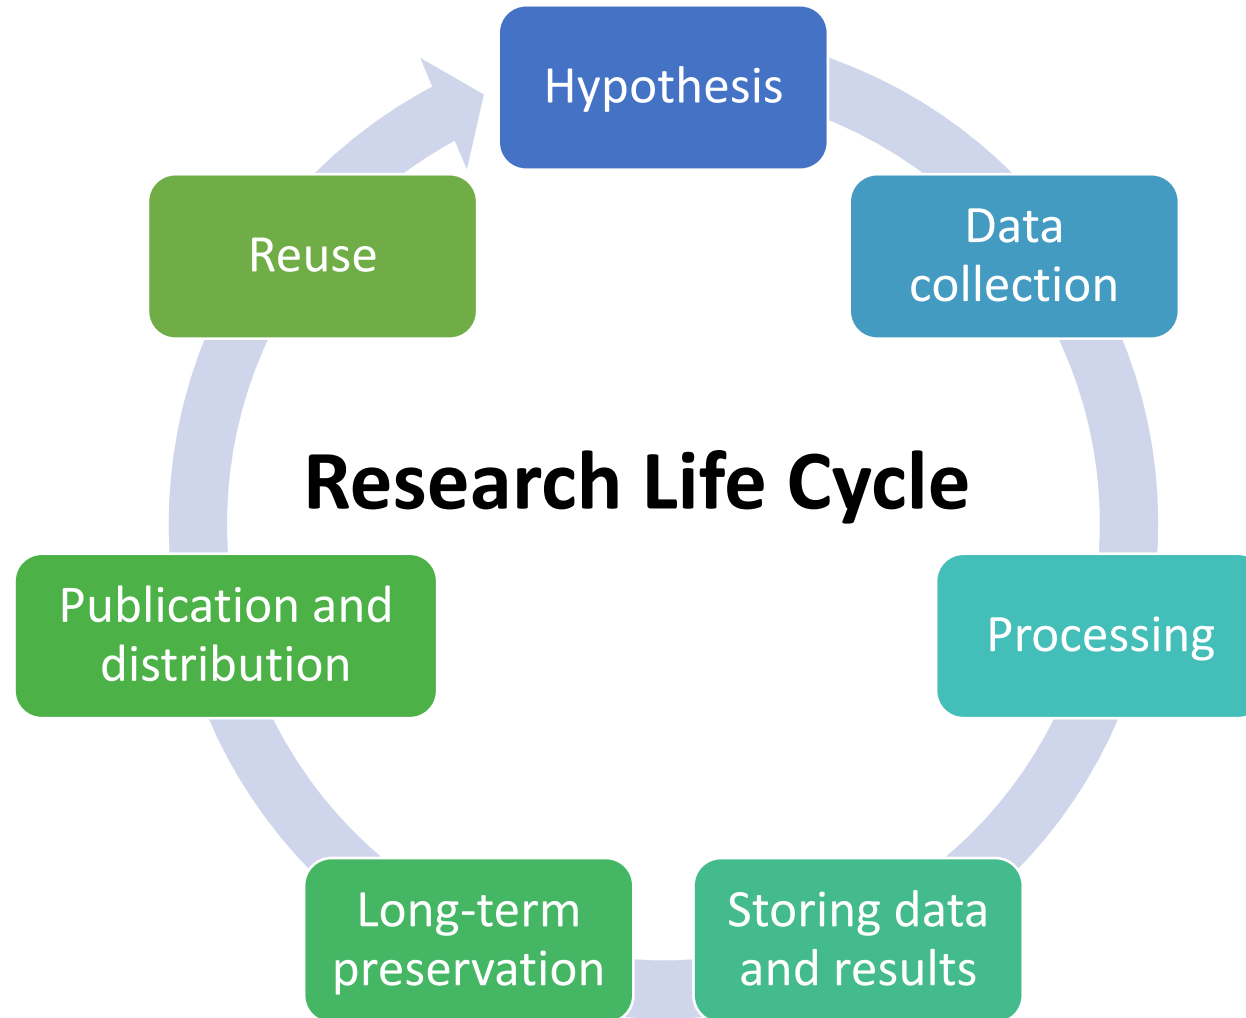 Hypothesis
Data
collection
Processing
Storing data
and results
Long-term
preservation
Publication and
distribution
Reuse
Research Life Cycle